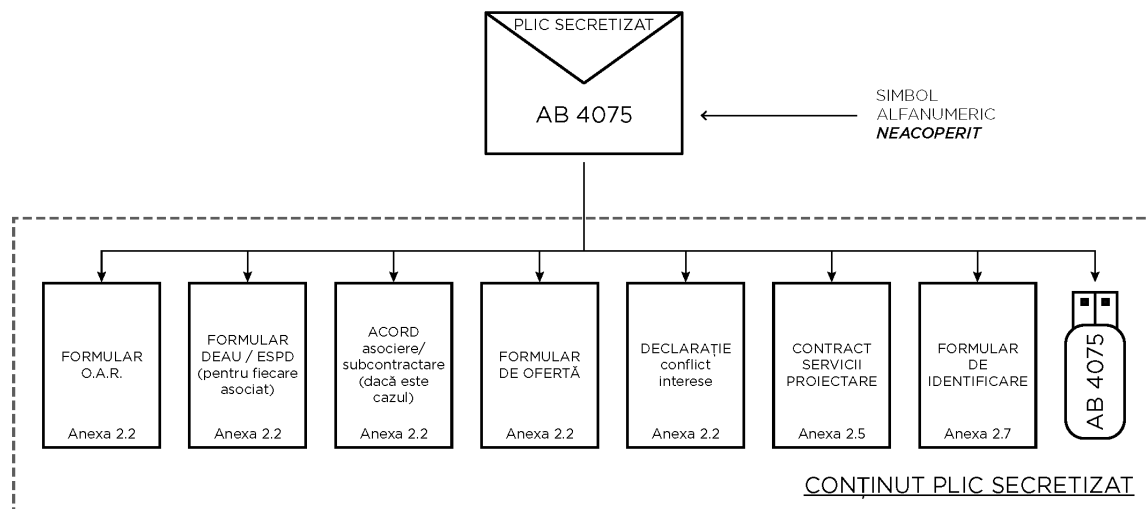 PLIC SECRETIZAT
AB 4075
SIMBOL
ALFANUMERIC
NEACOPERIT
FORMULAR
O.A.R.
Anexa 2.2
FORMULAR
DEAU / ESPD
(pentru fiecare
asociat)
Anexa 2.2
ACORD
asociere/
subcontractare
(dacă este
cazul)
Anexa 2.2
FORMULAR
DE OFERTĂ
Anexa 2.2
DECLARAȚIE
conflict
interese
Anexa 2.2
CONTRACT
SERVICII
PROIECTARE
Anexa 2.5
FORMULAR
DE
IDENTIFICARE
Anexa 2.7
AB 4075
CONȚINUT PLIC SECRETIZAT